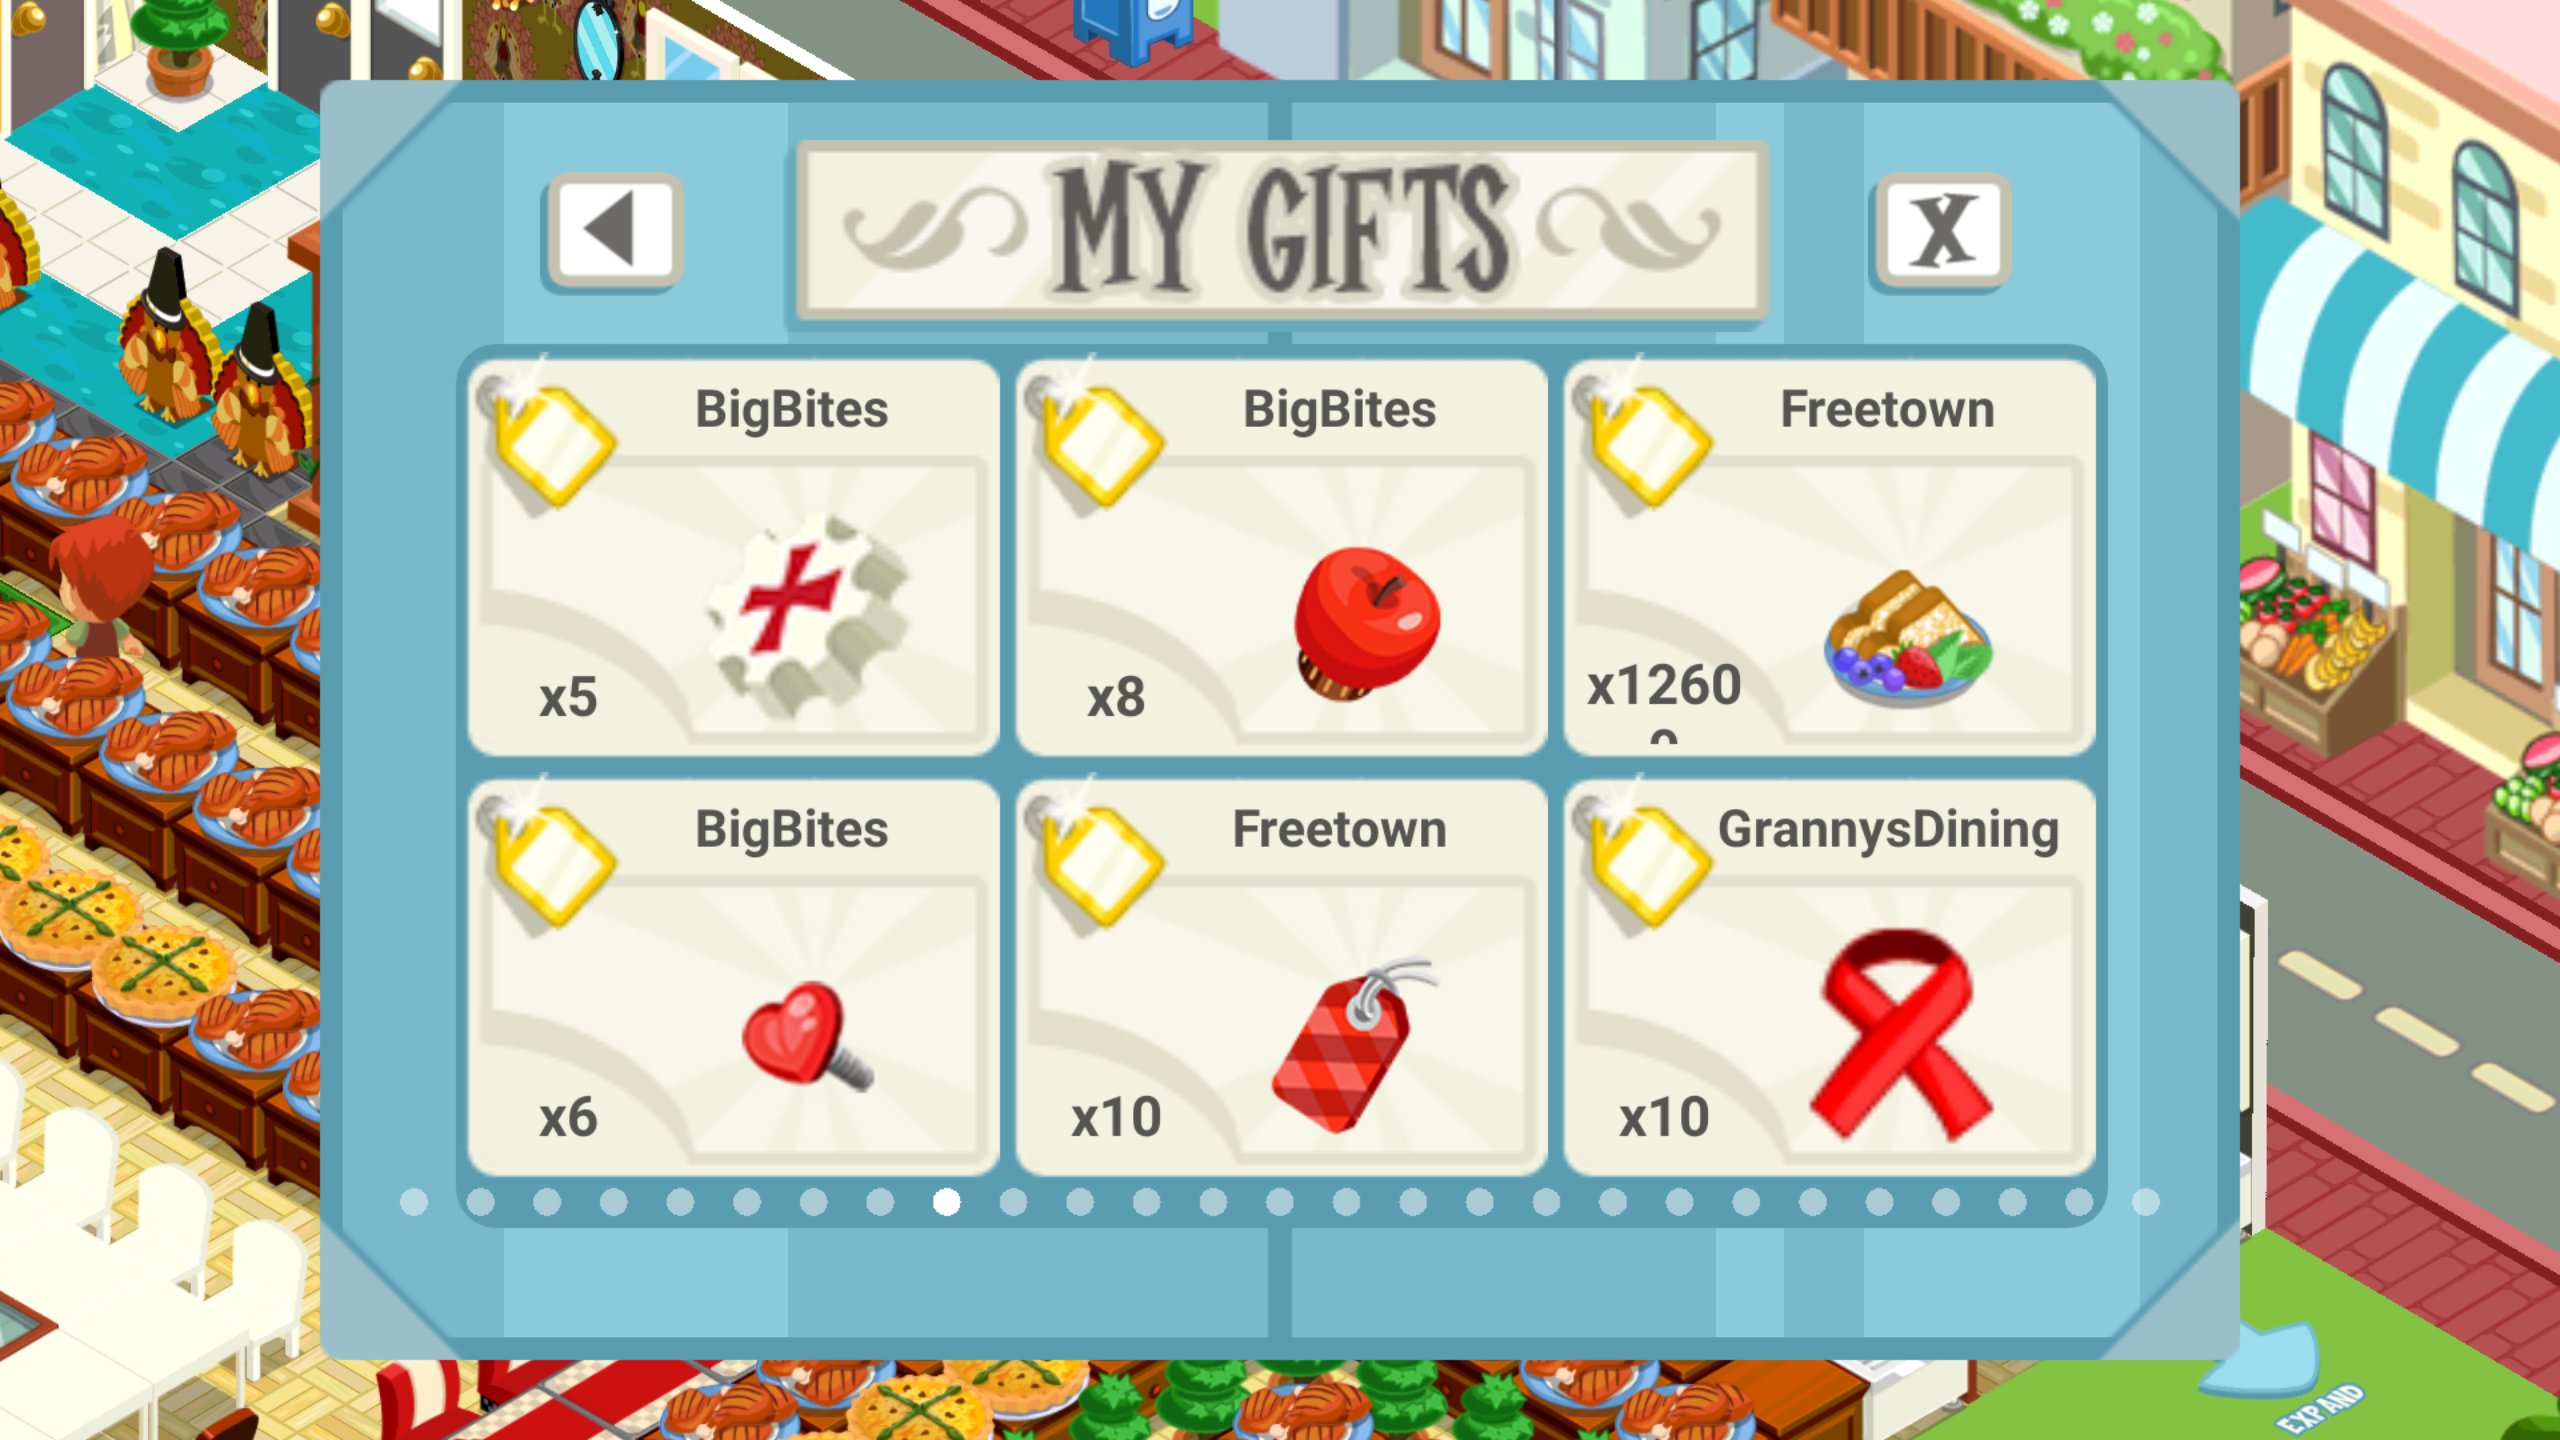 MY GIFTS
X
BigBites
x5
BigBites
x8
Freetown
x1260
BigBites
x6
Freetown
x10
GrannysDining
x10
EXPAND